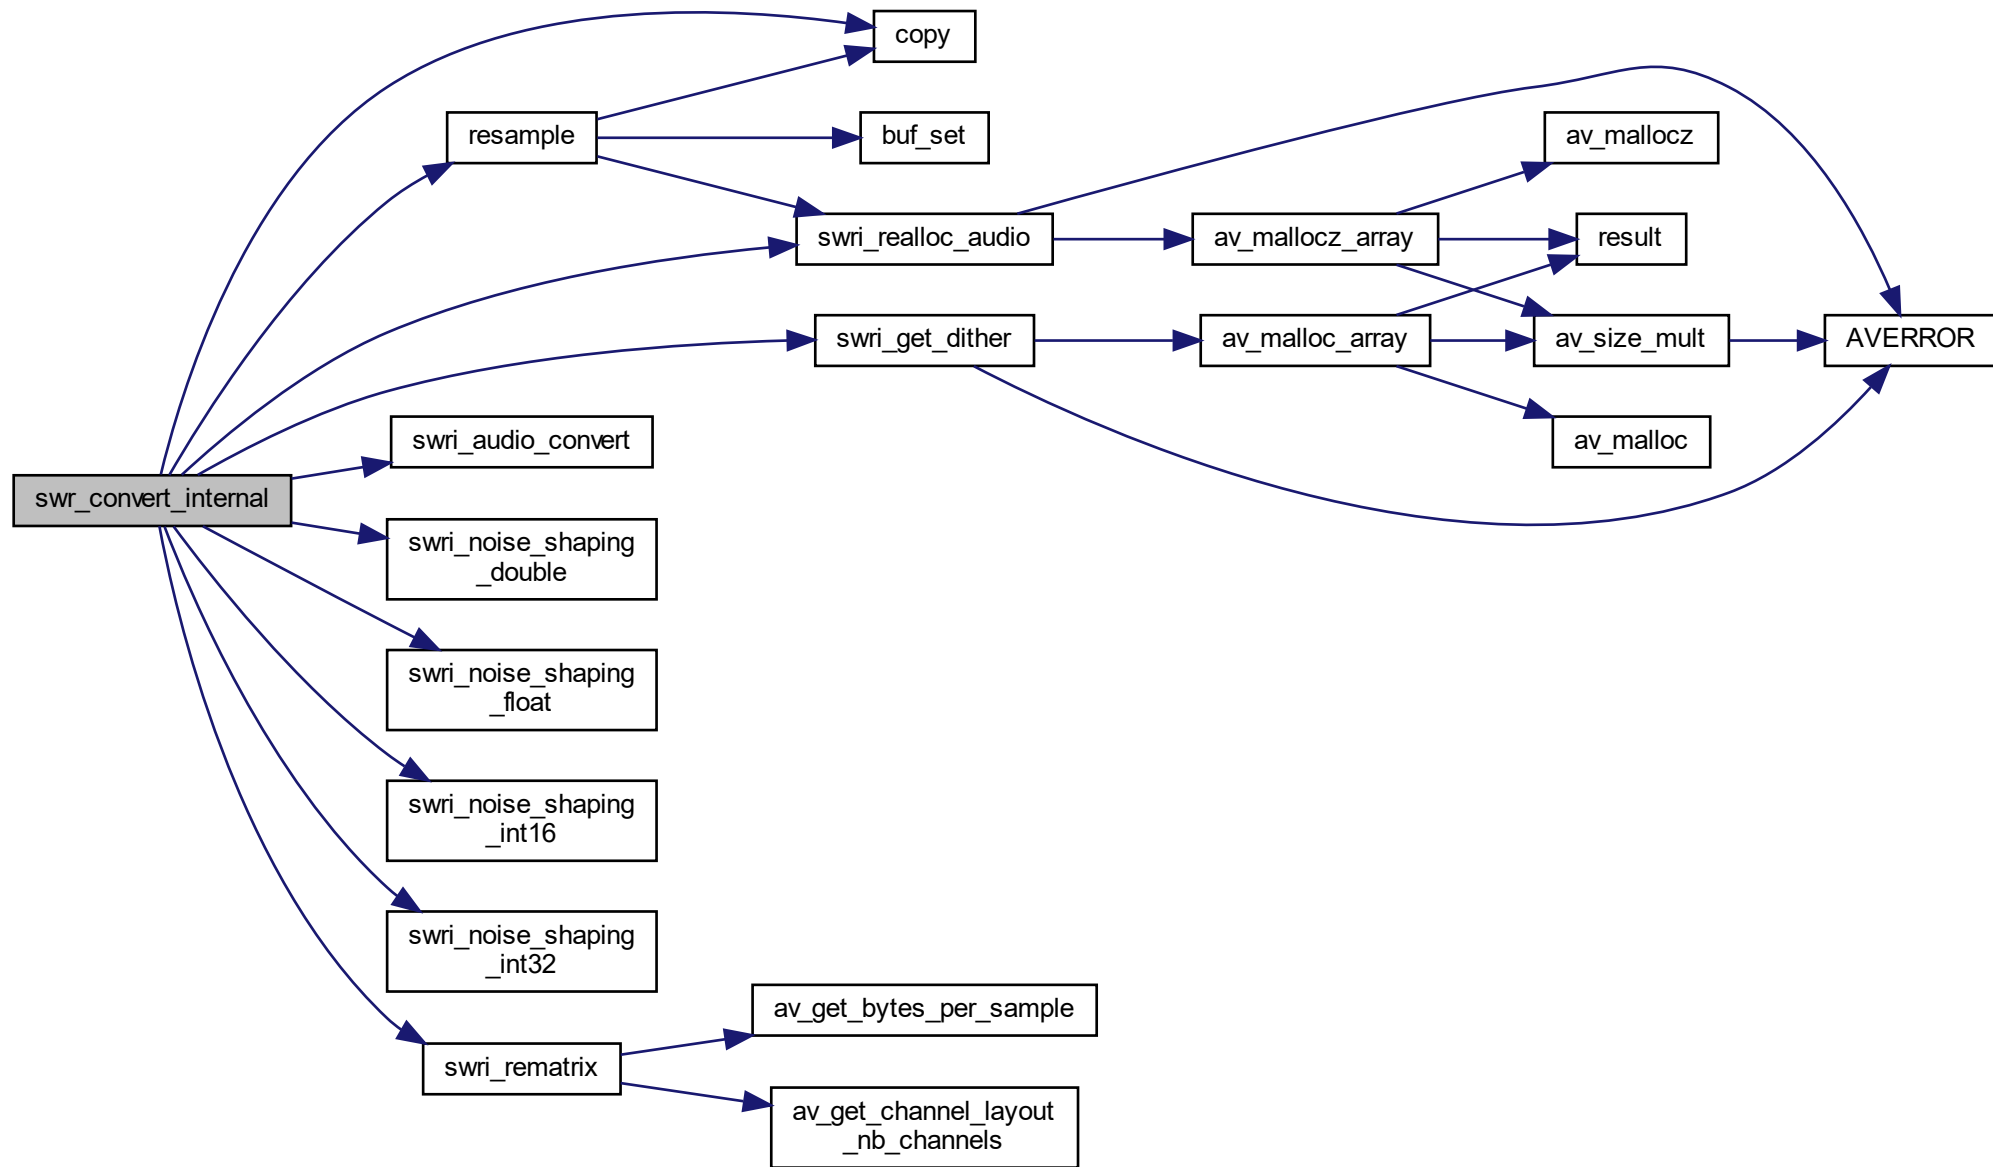 copy
resample
buf_set
av_mallocz
swri_realloc_audio
av_mallocz_array
result
swri_get_dither
av_malloc_array
av_size_mult
AVERROR
swri_audio_convert
av_malloc
swr_convert_internal
swri_noise_shaping
_double
swri_noise_shaping
_float
swri_noise_shaping
_int16
swri_noise_shaping
_int32
av_get_bytes_per_sample
swri_rematrix
av_get_channel_layout
_nb_channels